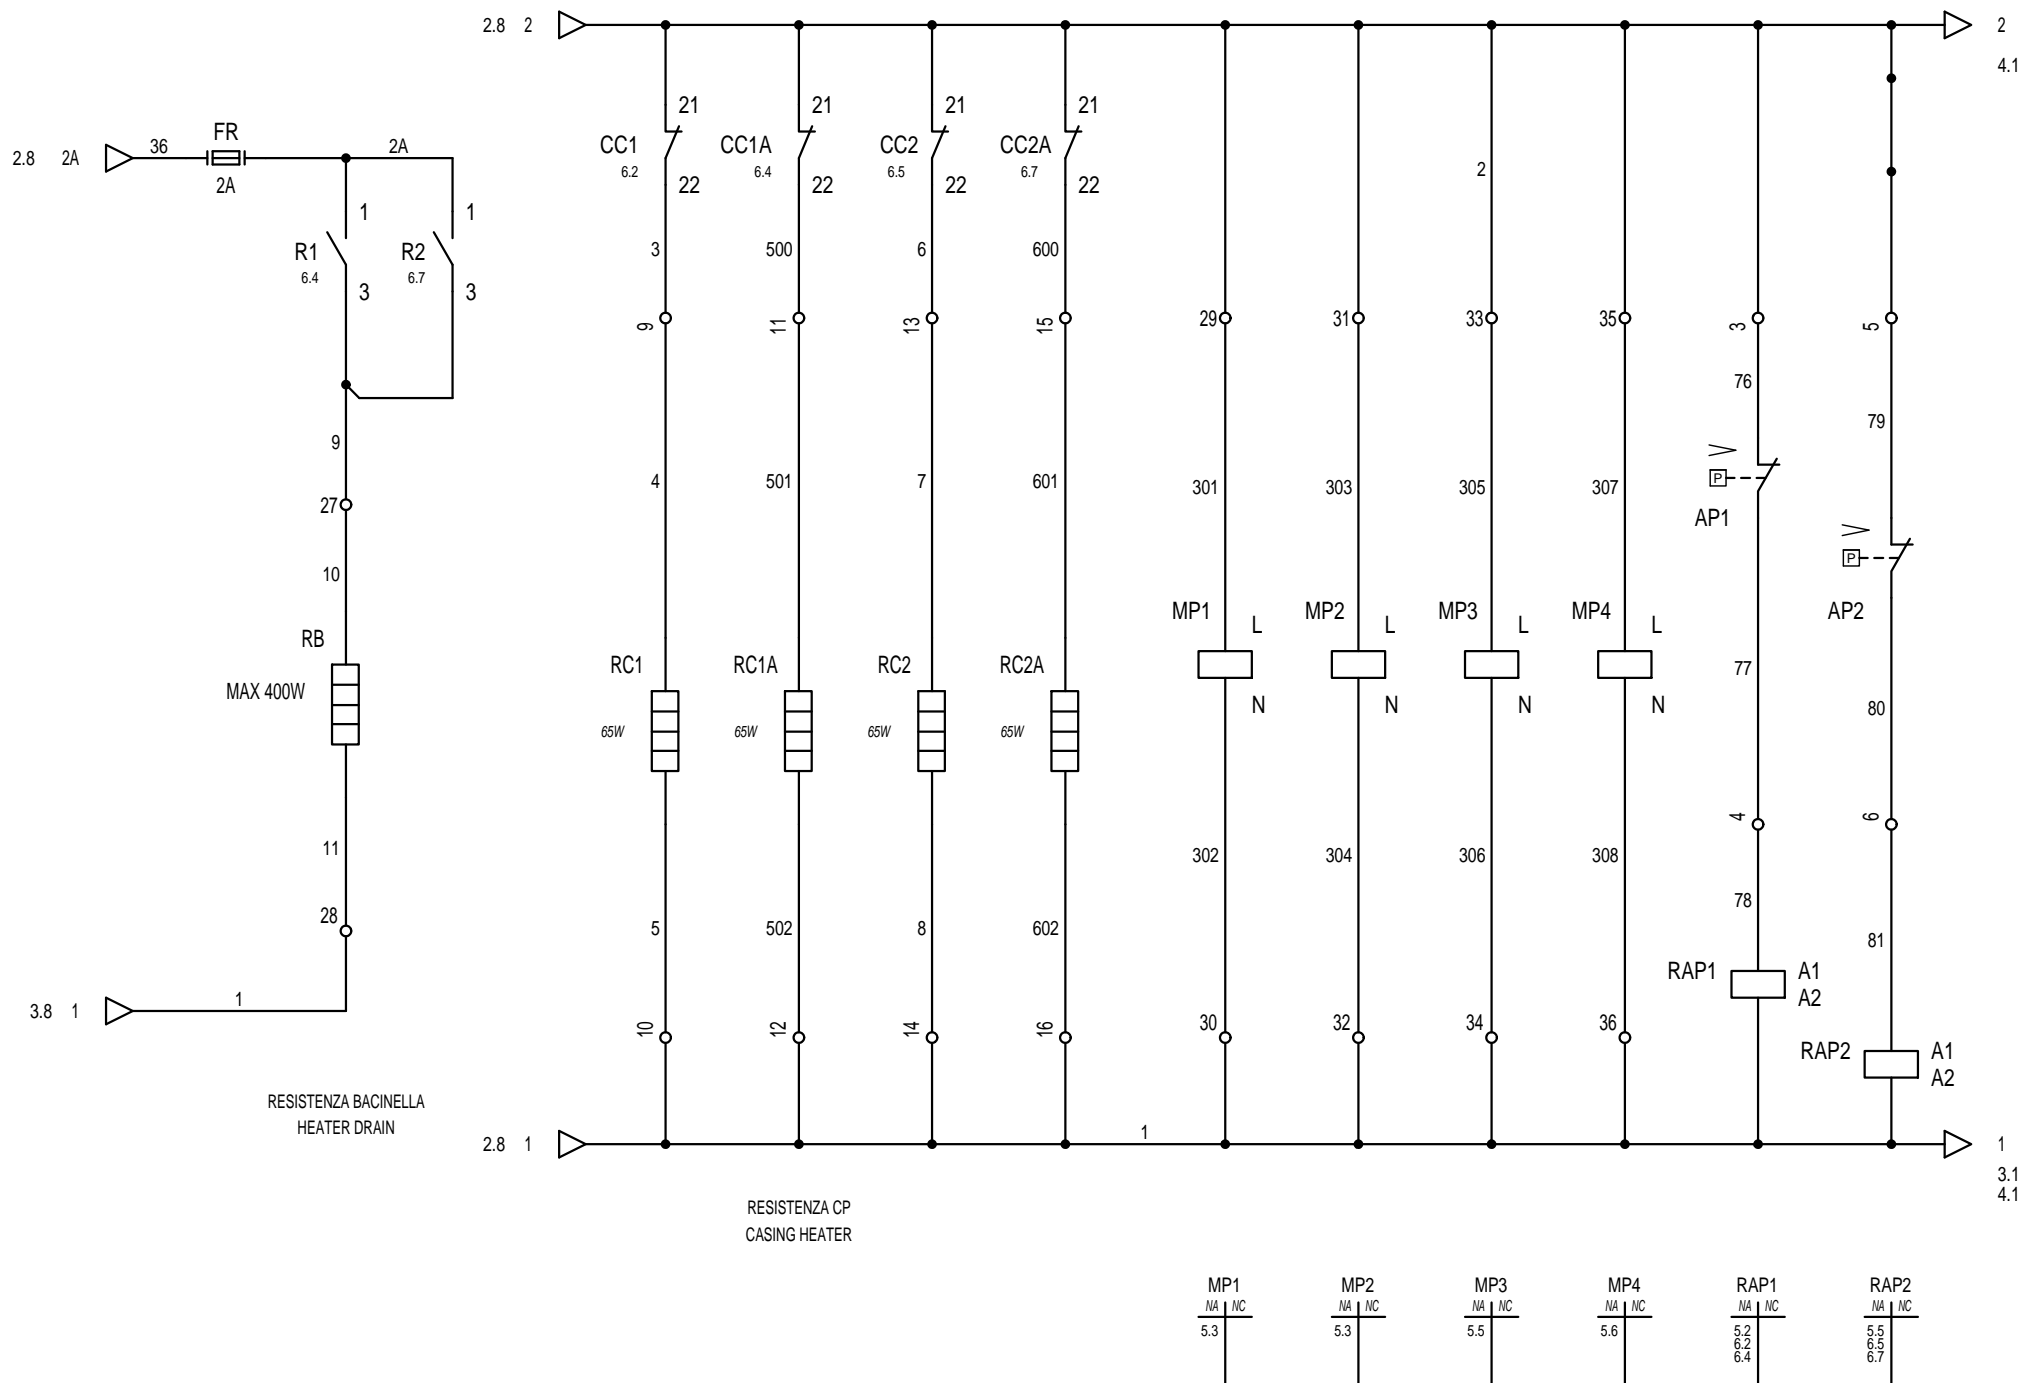 2.8 2 2
4.1
2.8 2A 36 FR 2A
2A
1 1
R1 R2
6.4 6.7
3 3
9
27
10
RB
MAX 400W
11
28
3.8 1 1
RESISTENZA BACINELLA
HEATER DRAIN
21 21 21 21
CC1 CC1A CC2 CC2A
6.2 6.4 6.5 6.7
22 22 22 22
2
3 500 6 600
9 11 13 15 29 31 33 35 3 5
76
79
4 501 7 601 301 303 305 307
P
AP1
P
AP2
MP1 L MP2 L MP3 L MP4 L
RC1 RC1A RC2 RC2A
77
N N N N
80
65W 65W 65W 65W
4 6
302 304 306 308
78
5 502 8 602
81
RAP1 A1
A2
10 12 14 16 30 32 34 36
RAP2 A1
A2
2.8 1 1 1
3.1
4.1
RESISTENZA CP
CASING HEATER
MP1 MP2 MP3 MP4 RAP1 RAP2
NA NC NA NC NA NC NA NC NA NC NA NC
5.3 5.3 5.5 5.6 5.2 5.5
6.2 6.5
6.4 6.7